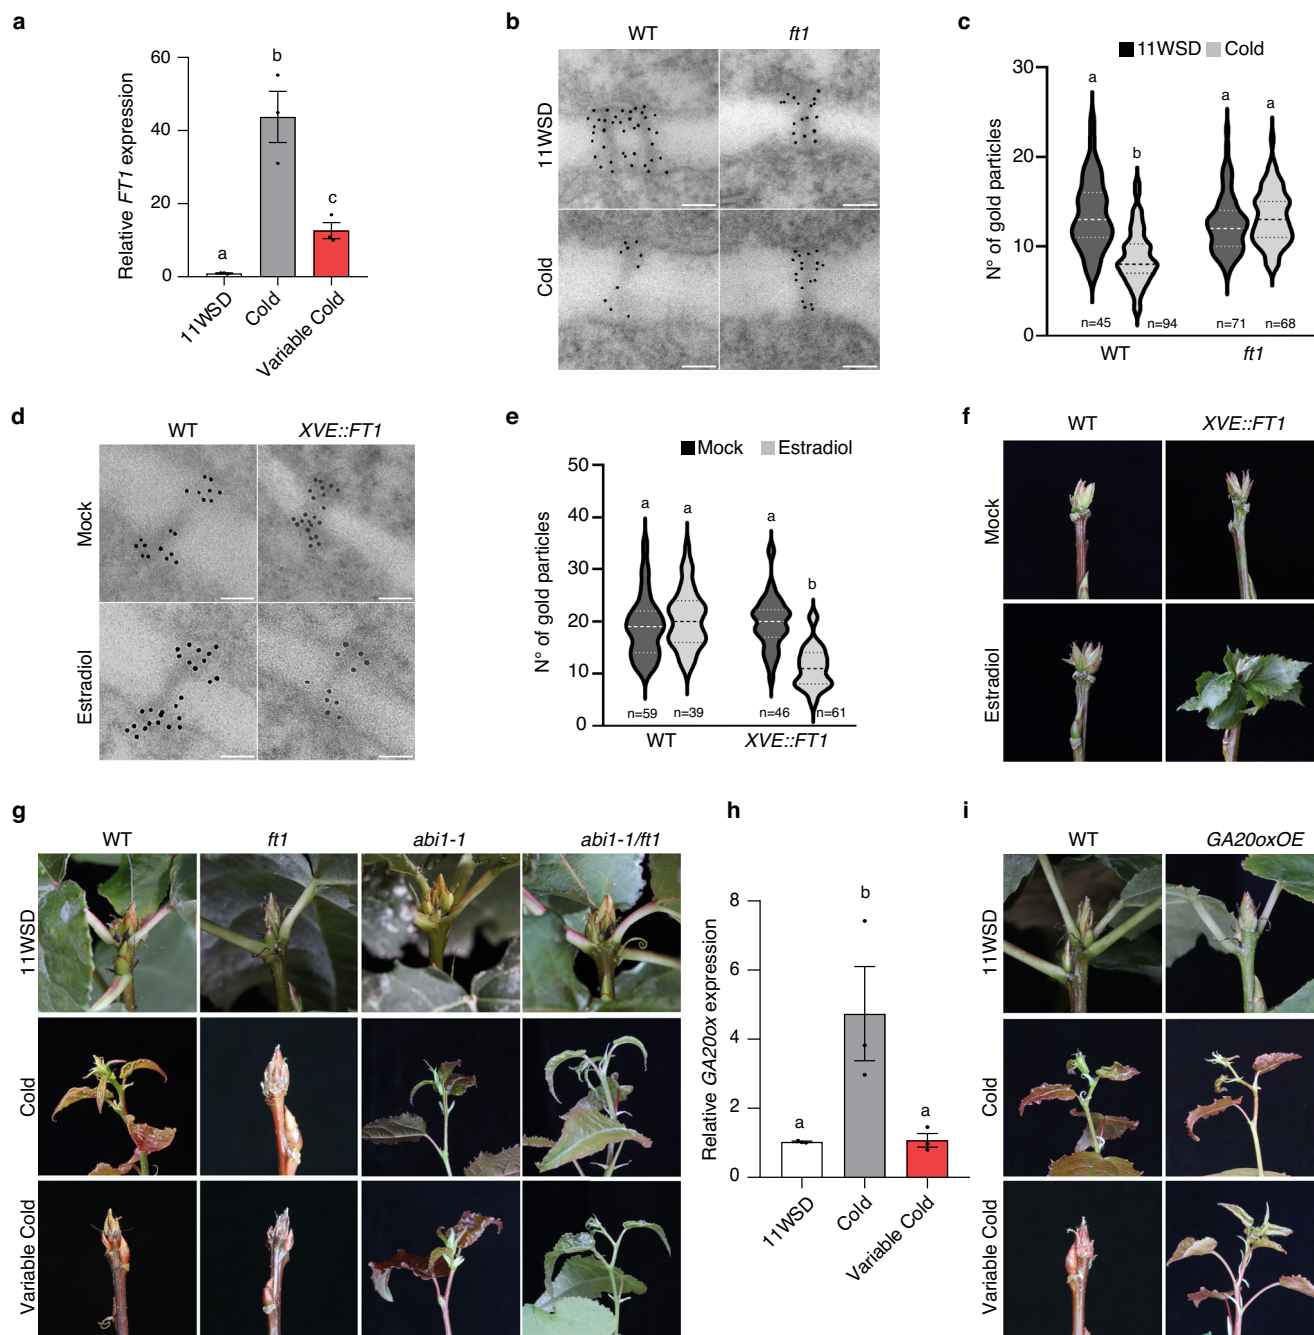 a
Relative FT1 expression
60
40
20
0
a
b
c
11WSD
Cold
Variable Cold
b
WT
ft1
11WSD
Cold
c
11WSD Cold
N° of gold particles
30
20
10
0
a
b
a
a
n=45
n=94
n=71
n=68
WT
ft1
d
WT
XVE::FT1
Mock
Estradiol
e
Mock Estradiol
N° of gold particles
50
40
30
20
10
0
a
a
a
b
n=59
n=39
n=46
n=61
WT
XVE::FT1
f
WT
XVE::FT1
Mock
Estradiol
g
WT
ft1
abi1-1
abi1-1/ft1
11WSD
Cold
Variable Cold
h
Relative GA20ox expression
8
6
4
2
0
a
b
a
11WSD
Cold
Variable Cold
i
WT
GA20oxOE
11WSD
Cold
Variable Cold